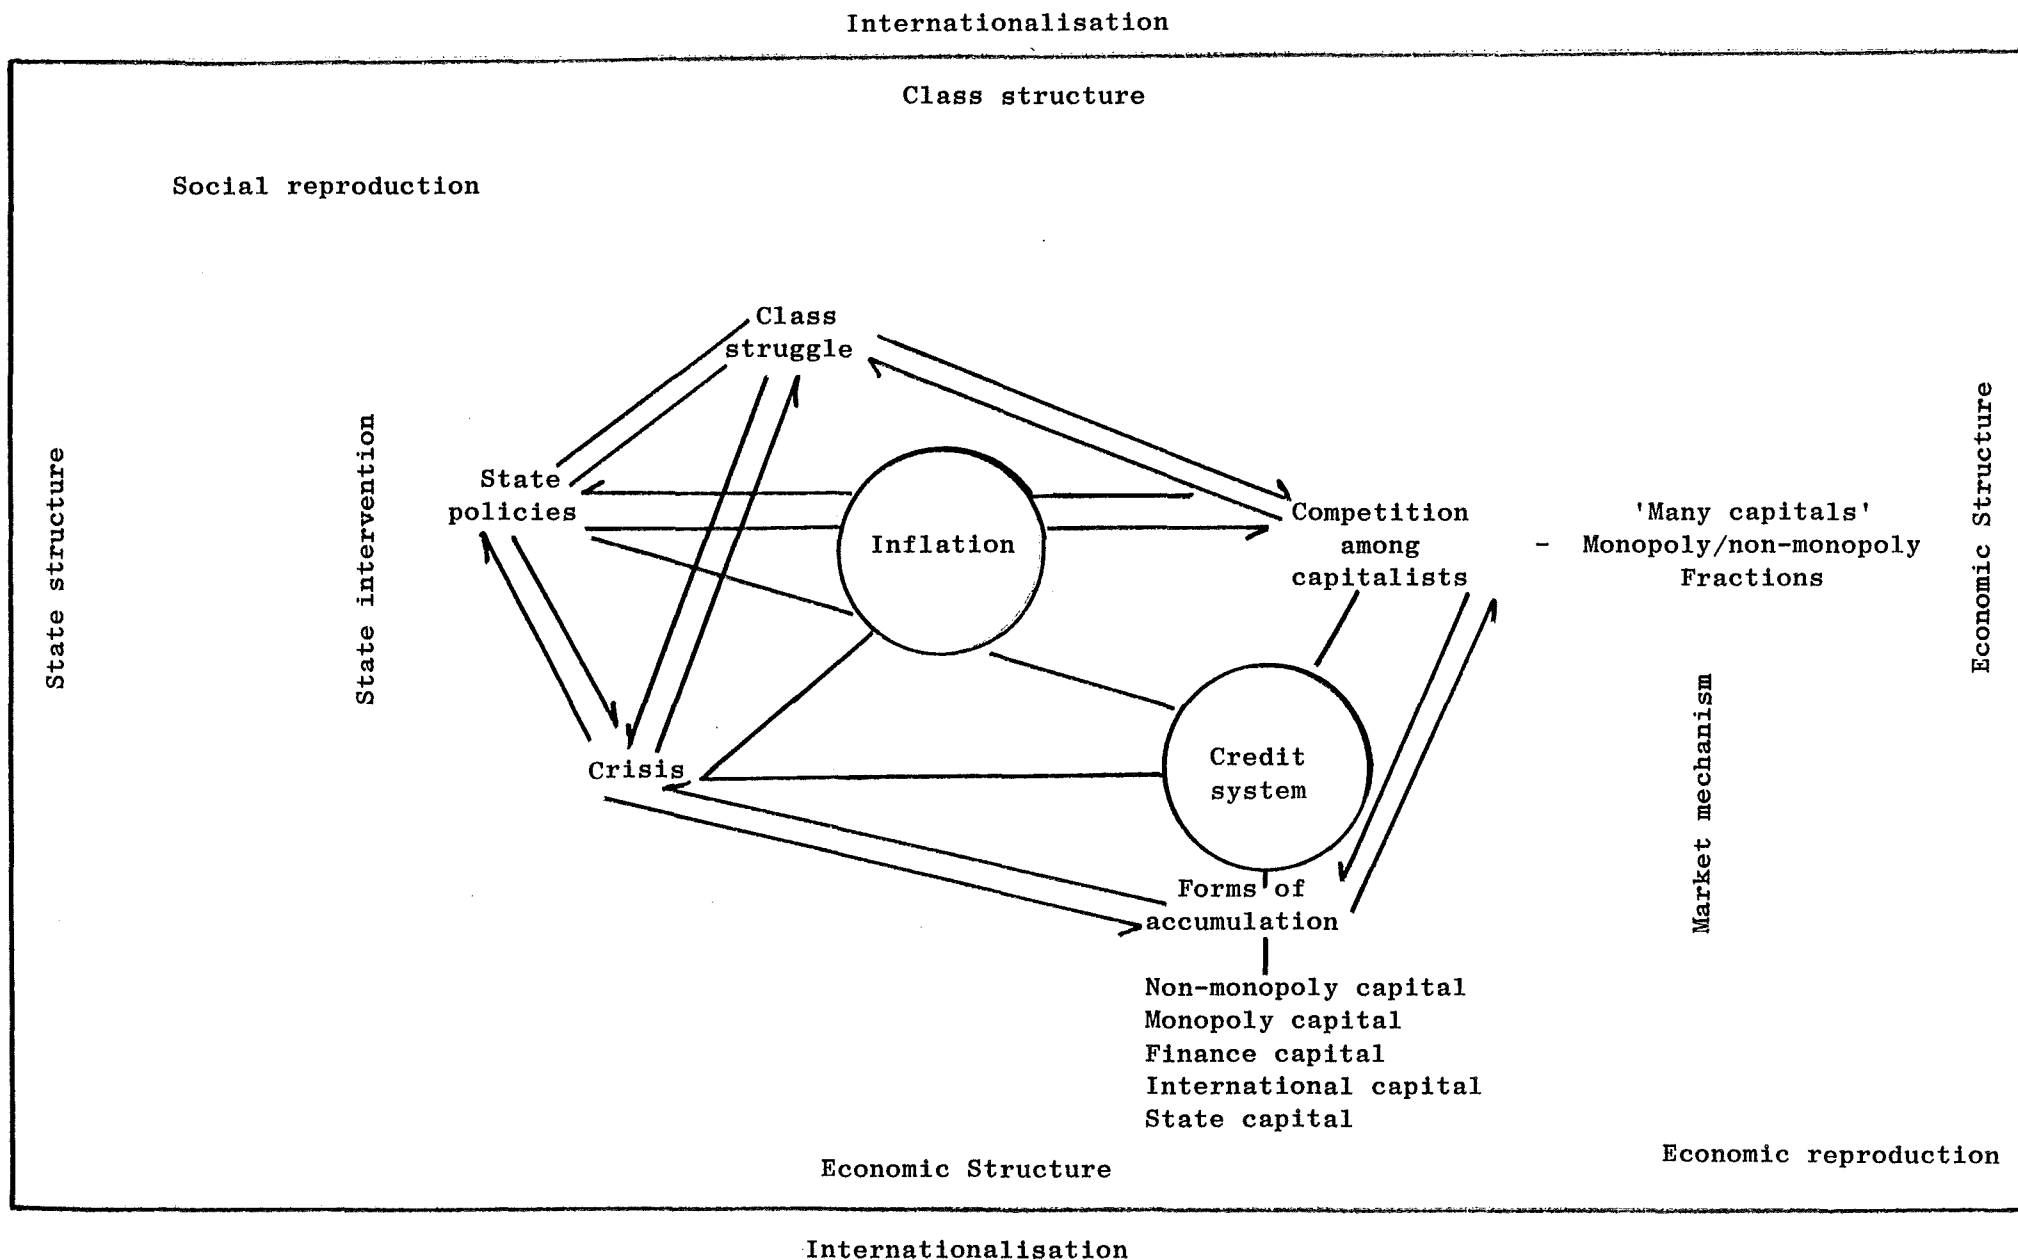 Internationalisation
Class structure
Social reproduction
Class
struggle
State structure
State intervention
State
policies
Inflation
Competition
among
capitalists
'Many capitals'
- Monopoly/non-monopoly
Fractions
Economic Structure
Market mechanism
Crisis
Credit
system
Forms of
accumulation
Non-monopoly capital
Monopoly capital
Finance capital
International capital
State capital
Economic reproduction
Economic Structure
Internationalisation